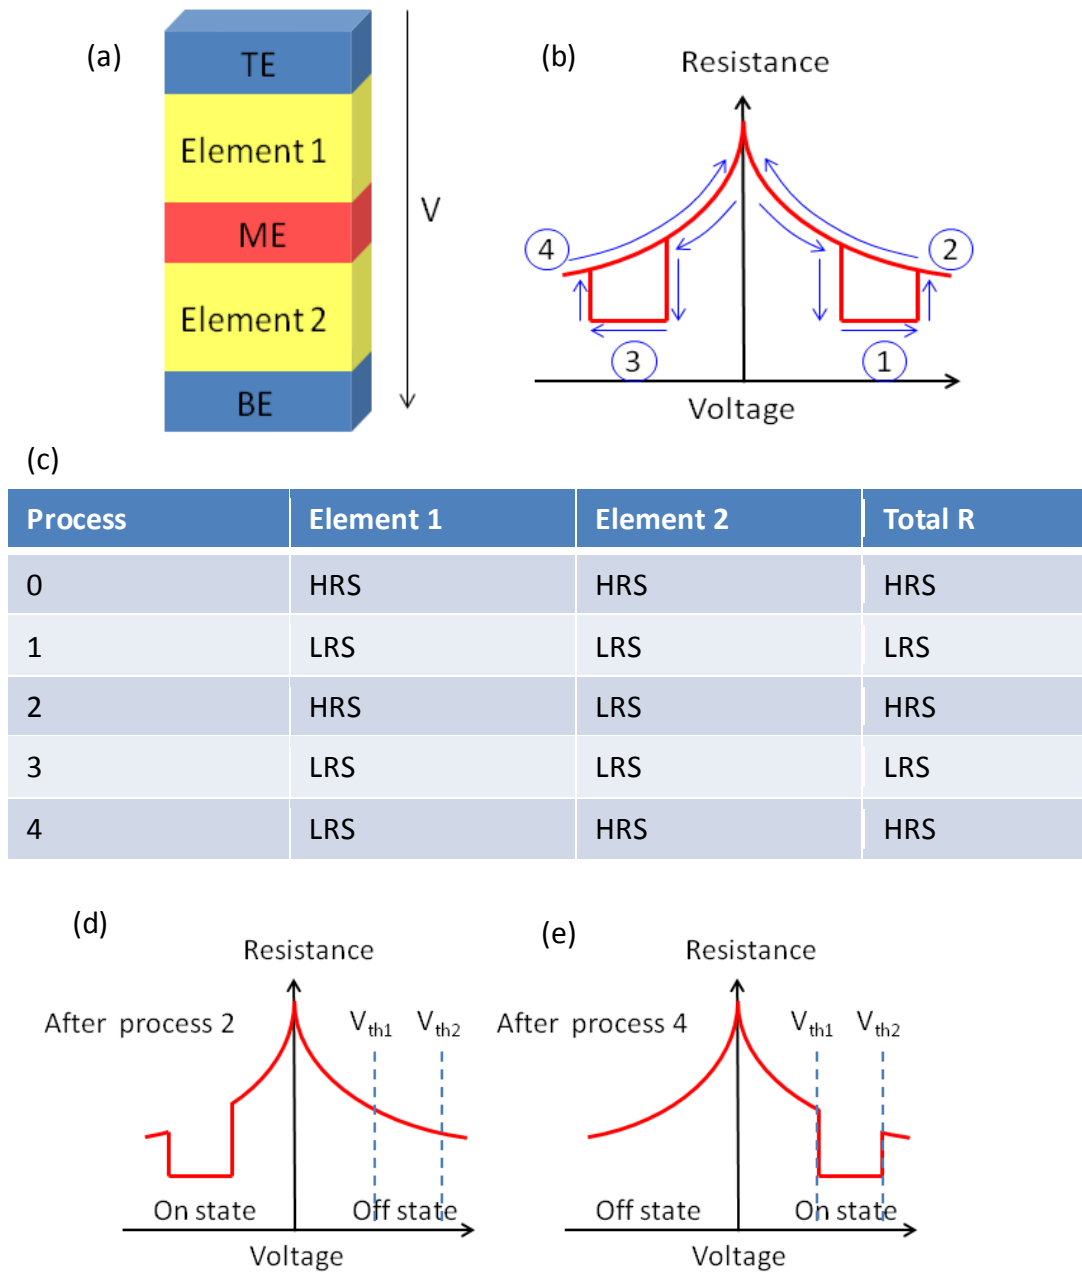 (a)
TE
Element 1
ME
Element 2
BE
V
(b)
Resistance
4
2
3
1
Voltage
(c)
Process Element 1 Element 2 Total R
0 HRS HRS HRS
1 LRS LRS LRS
2 HRS LRS HRS
3 LRS LRS LRS
4 LRS HRS HRS
(d)
Resistance
After process 2
Vth1 Vth2
On state Off state
Voltage
(e)
Resistance
After process 4
Vth1 Vth2
Off state On state
Voltage